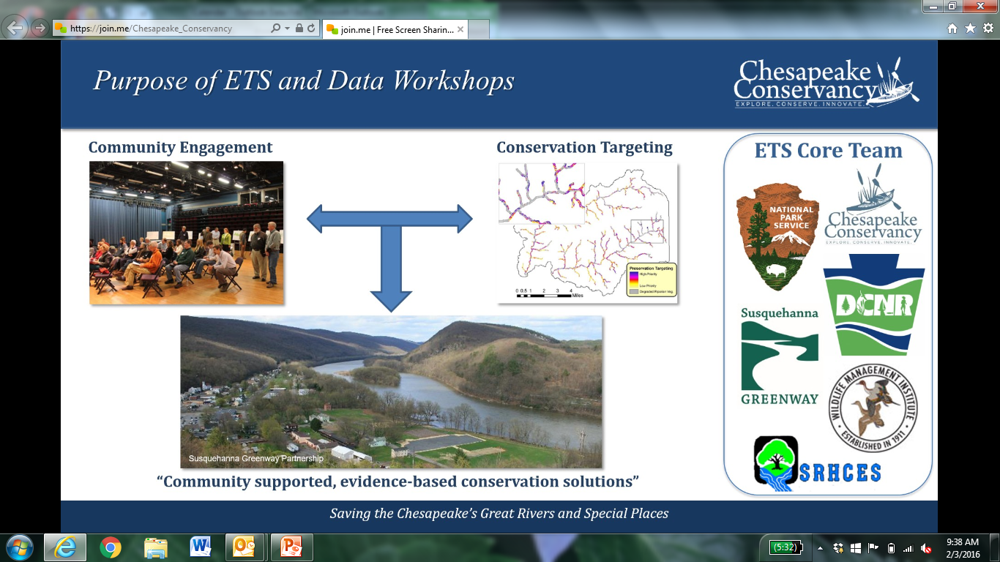 https://join.me/Chesapeake_Conservancy
join.me | Free Screen Sharin...
Purpose of ETS and Data Workshops
Chesapeake
Conservancy
EXPLORE. CONSERVE. INNOVATE.
Community Engagement
Conservation Targeting
Preservation Targeting
High Priority
Low Priority
Degraded Riparian Veg.
0 0.5 1 2 3 4
Miles
Susquehanna Greenway Partnership
“Community supported, evidence-based conservation solutions”
ETS Core Team
NATIONAL
PARK
SERVICE
Chesapeake
Conservancy
EXPLORE. CONSERVE. INNOVATE.
DCNR
Susquehanna
GREENWAY
WILDLIFE MANAGEMENT INSTITUTE
ESTABLISHED IN 1911
SRHCES
Saving the Chesapeake’s Great Rivers and Special Places
(5:32)
9:38 AM
2/3/2016